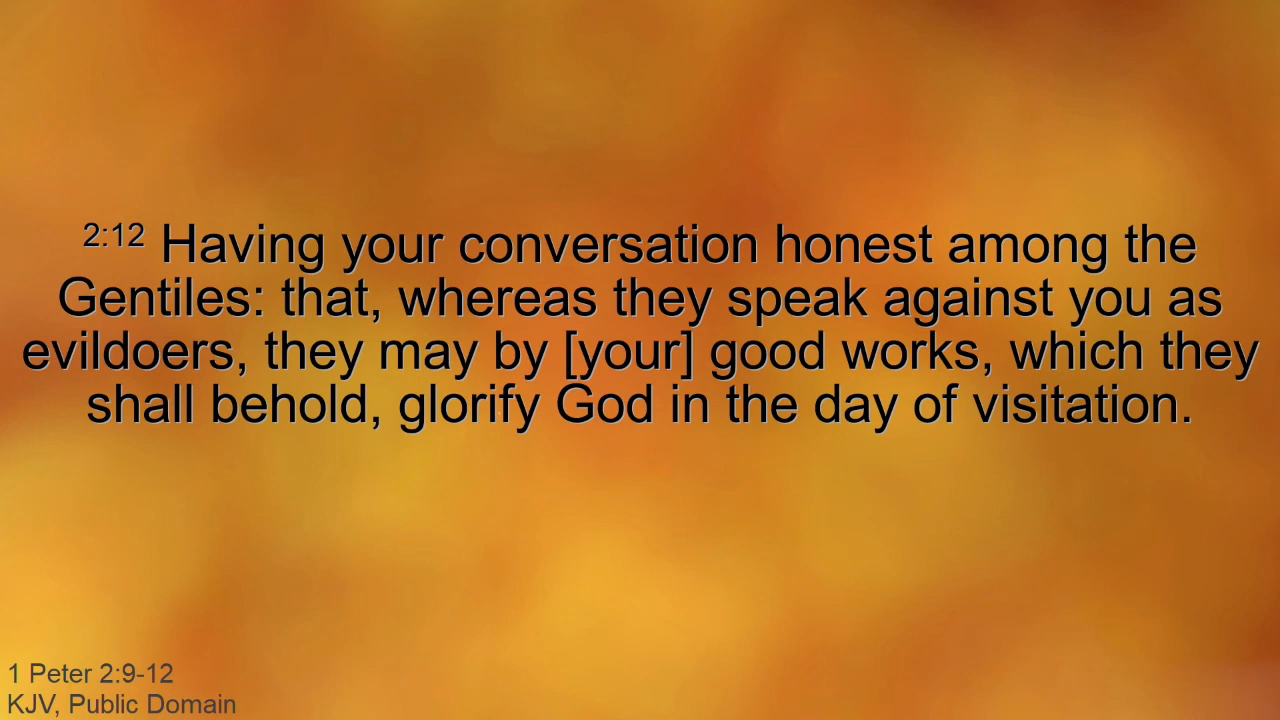 2:12 Having your conversation honest among the
Gentiles: that, whereas they speak against you as
evildoers, they may by [your] good works, which they
shall behold, glorify God in the day of visitation.
1 Peter 2:9-12
KJV, Public Domain